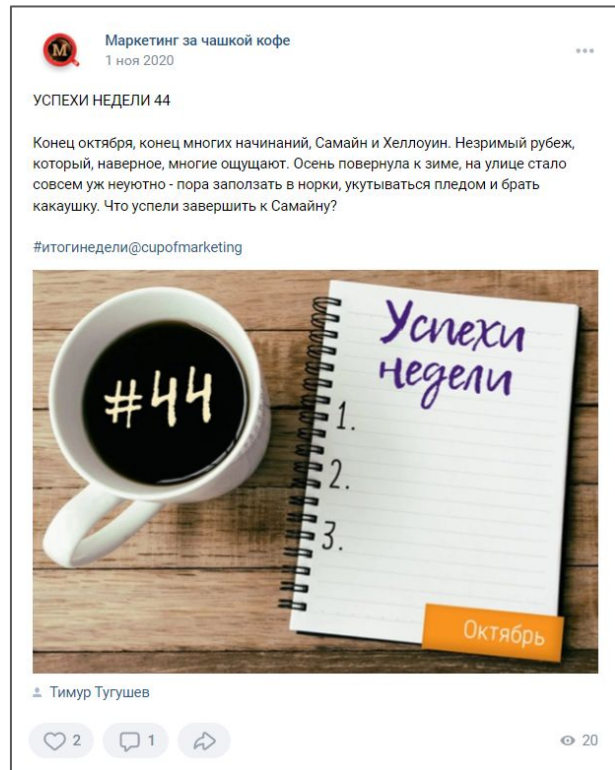 М
Маркетинг за чашкой кофе
1 ноя 2020
УСПЕХИ НЕДЕЛИ 44
Конец октября, конец многих начинаний, Самайн и Хеллоуин. Незримый рубеж,
который, наверное, многие ощущают. Осень повернула к зиме, на улице стало
совсем уж неуютно - пора заползать в норки, укутываться пледом и брать
какаушку. Что успели завершить к Самайну?
#итогинедели@cupofmarketing
#44
Успехи
недели
1.
2.
3.
Октябрь
Тимур Тугушев
2
1
20